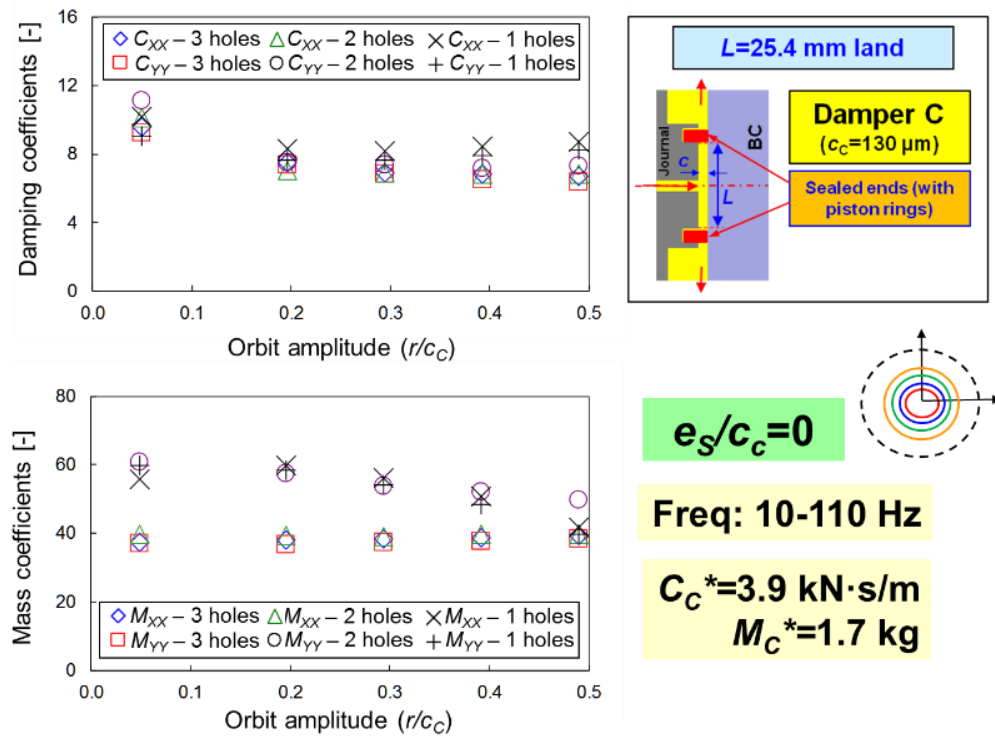 16
12
8
4
0
Damping coefficients [-]
C_XX – 3 holes C_XX – 2 holes C_XX – 1 holes
C_YY – 3 holes C_YY – 2 holes C_YY – 1 holes
0.0 0.1 0.2 0.3 0.4 0.5
Orbit amplitude (r/c_C)
L=25.4 mm land
Journal
BC
c
L
Damper C
(c_C=130 µm)
Sealed ends (with
piston rings)
80
60
40
20
0
Mass coefficients [-]
M_XX – 3 holes M_XX – 2 holes M_XX – 1 holes
M_YY – 3 holes M_YY – 2 holes M_YY – 1 holes
0.0 0.1 0.2 0.3 0.4 0.5
Orbit amplitude (r/c_C)
e_S/c_c=0
Freq: 10-110 Hz
C_C*=3.9 kN·s/m
M_C*=1.7 kg